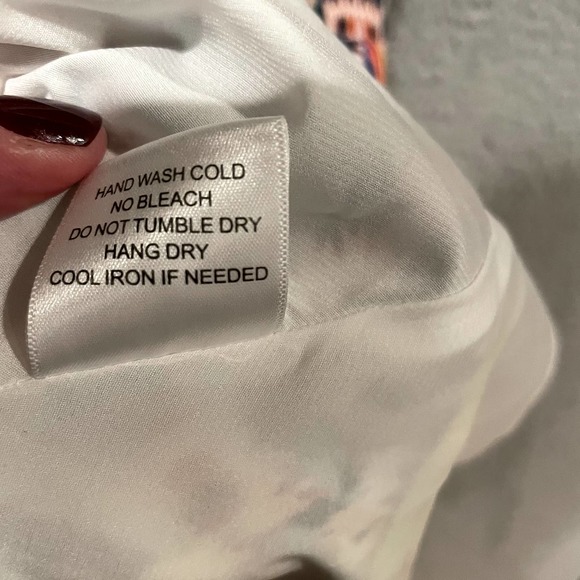 HAND WASH COLD
NO BLEACH
DO NOT TUMBLE DRY
HANG DRY
COOL IRON IF NEEDED